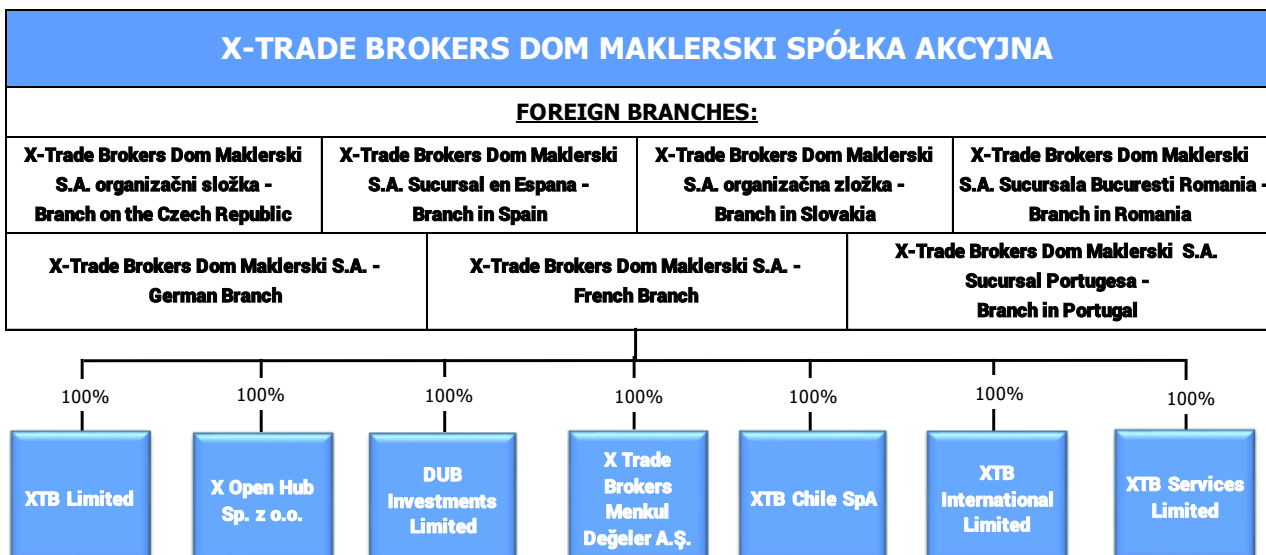 X-TRADE BROKERS DOM MAKLERSKI SPÓŁKA AKCYJNA
FOREIGN BRANCHES:
X-Trade Brokers Dom Maklerski
S.A. organizačni složka -
Branch on the Czech Republic
X-Trade Brokers Dom Maklerski
S.A. Sucursal en Espana -
Branch in Spain
X-Trade Brokers Dom Maklerski
S.A. organizačna zložka -
Branch in Slovakia
X-Trade Brokers Dom Maklerski
S.A. Sucursala Bucuresti Romania -
Branch in Romania
X-Trade Brokers Dom Maklerski S.A. -
German Branch
X-Trade Brokers Dom Maklerski S.A. -
French Branch
X-Trade Brokers Dom Maklerski S.A.
Sucursal Portugesa -
Branch in Portugal
100%
100%
100%
100%
100%
100%
100%
XTB Limited
X Open Hub
Sp. z o.o.
DUB
Investments
Limited
X Trade
Brokers
Menkul
Değeler A.Ş.
XTB Chile SpA
XTB
International
Limited
XTB Services
Limited